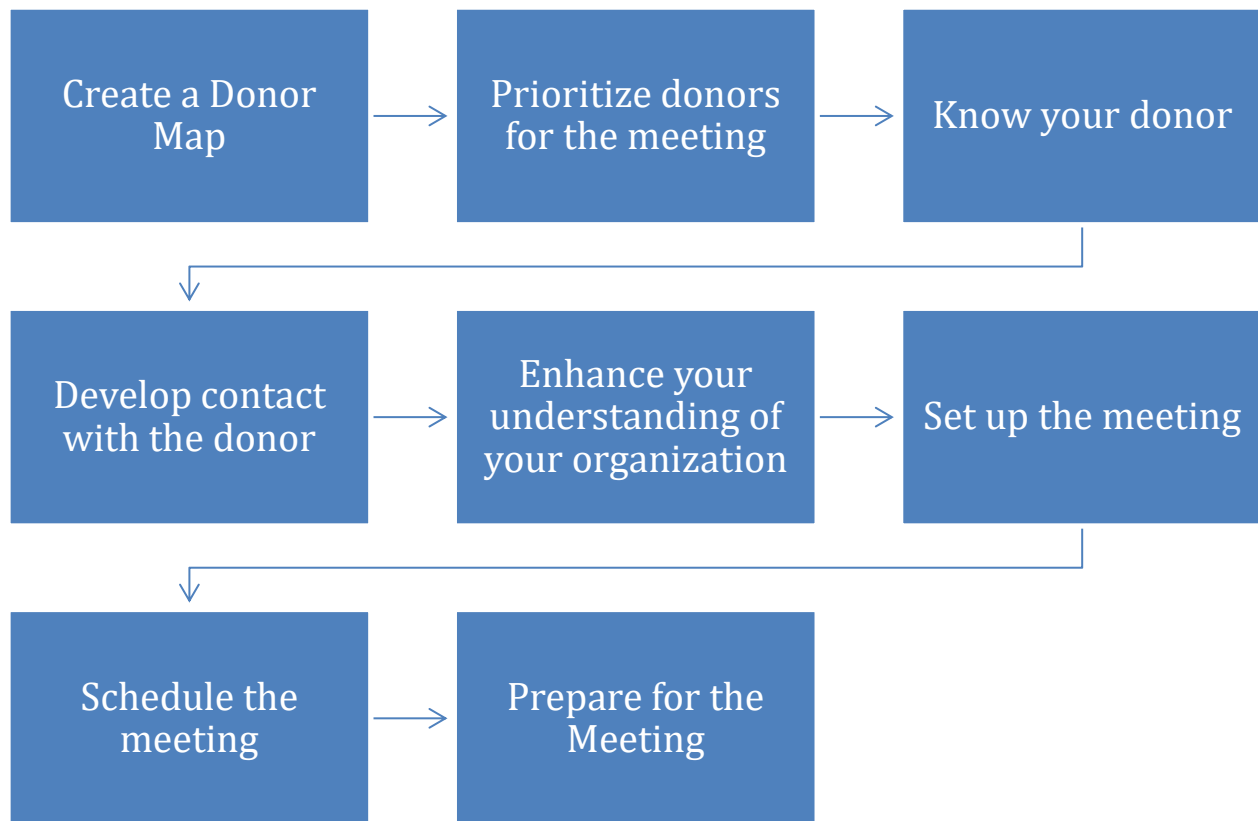 Create a Donor
Map
Prioritize donors
for the meeting
Know your donor
Develop contact
with the donor
Enhance your
understanding of
your organization
Set up the meeting
Schedule the
meeting
Prepare for the
Meeting